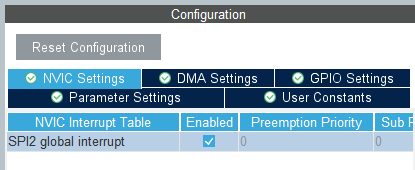 Configuration
Reset Configuration
NVIC Settings DMA Settings GPIO Settings
Parameter Settings User Constants
NVIC Interrupt Table Enabled Preemption Priority Sub
SPI2 global interrupt 0 0